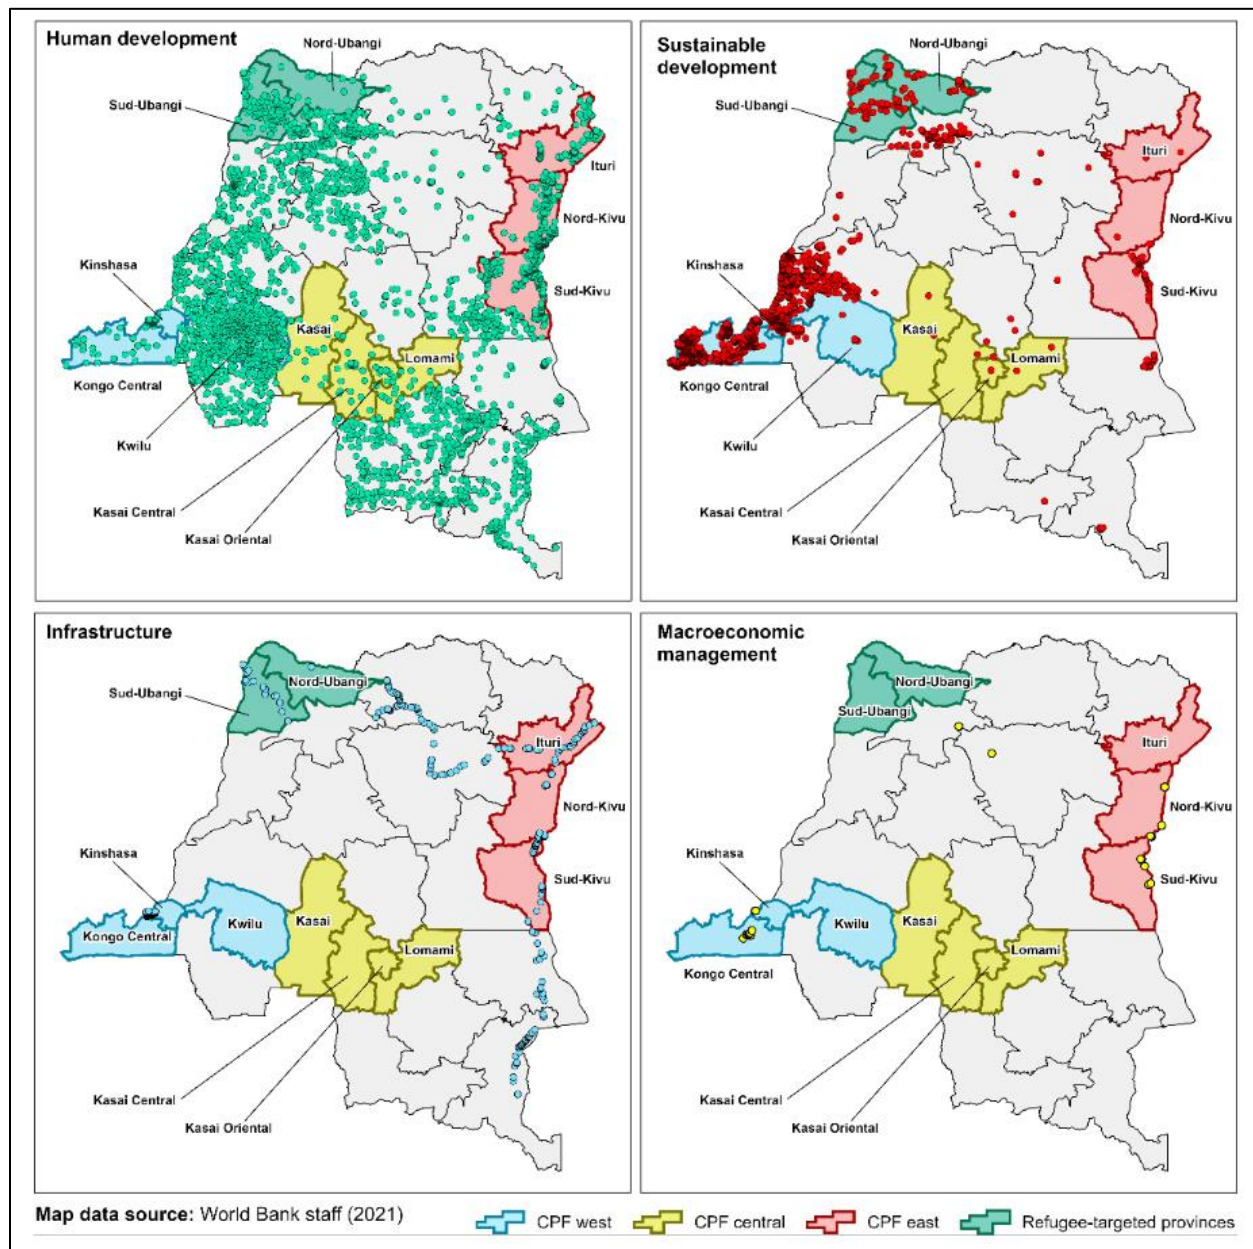 Human development
Nord-Ubangi
Sud-Ubangi
Ituri
Nord-Kivu
Kinshasa
Sud-Kivu
Kasai
Lomami
Kongo Central
Kwilu
Kasai Central
Kasai Oriental
Sustainable
development
Nord-Ubangi
Sud-Ubangi
Ituri
Nord-Kivu
Kinshasa
Sud-Kivu
Kasai
Lomami
Kongo Central
Kwilu
Kasai Central
Kasai Oriental
Infrastructure
Nord-Ubangi
Sud-Ubangi
Ituri
Nord-Kivu
Kinshasa
Sud-Kivu
Kwilu
Kasai
Kongo Central
Lomami
Kasai Central
Kasai Oriental
Macroeconomic
management
Nord-Ubangi
Sud-Ubangi
Ituri
Nord-Kivu
Kinshasa
Sud-Kivu
Kwilu
Kasai
Lomami
Kongo Central
Kasai Central
Kasai Oriental
Map data source: World Bank staff (2021)
CPF west
CPF central
CPF east
Refugee-targeted provinces